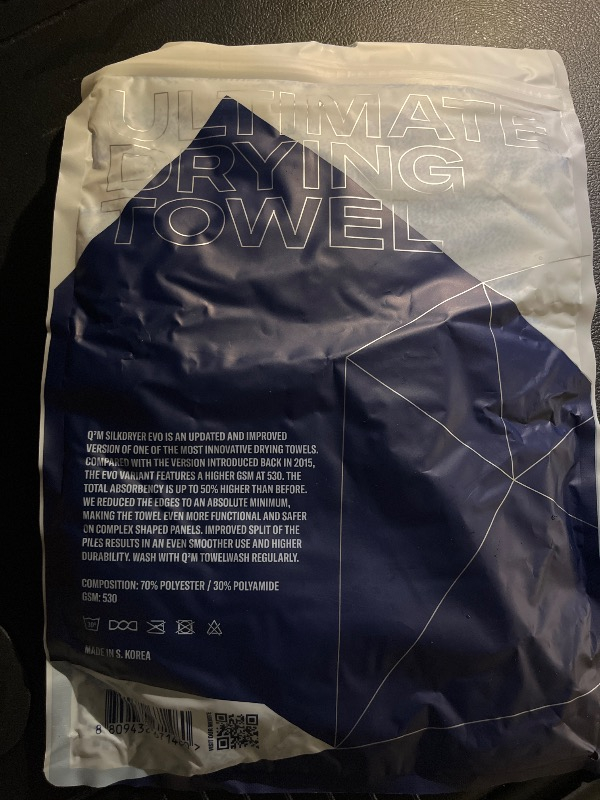 ULTIMATE
DRYING
TOWEL
Q²M SILKDRYER EVO IS AN UPDATED AND IMPROVED
VERSION OF ONE OF THE MOST INNOVATIVE DRYING TOWELS.
COMPARED WITH THE VERSION INTRODUCED BACK IN 2015,
THE EVO VARIANT FEATURES A HIGHER GSM AT 530. THE
TOTAL ABSORBENCY IS UP TO 50% HIGHER THAN BEFORE.
WE REDUCED THE EDGES TO AN ABSOLUTE MINIMUM,
MAKING THE TOWEL EVEN MORE FUNCTIONAL AND SAFER
ON COMPLEX SHAPED PANELS. IMPROVED SPLIT OF THE
PILES RESULTS IN AN EVEN SMOOTHER USE AND HIGHER
DURABILITY. WASH WITH Q²M TOWELWASH REGULARLY.
COMPOSITION: 70% POLYESTER / 30% POLYAMIDE
GSM: 530
MADE IN S. KOREA